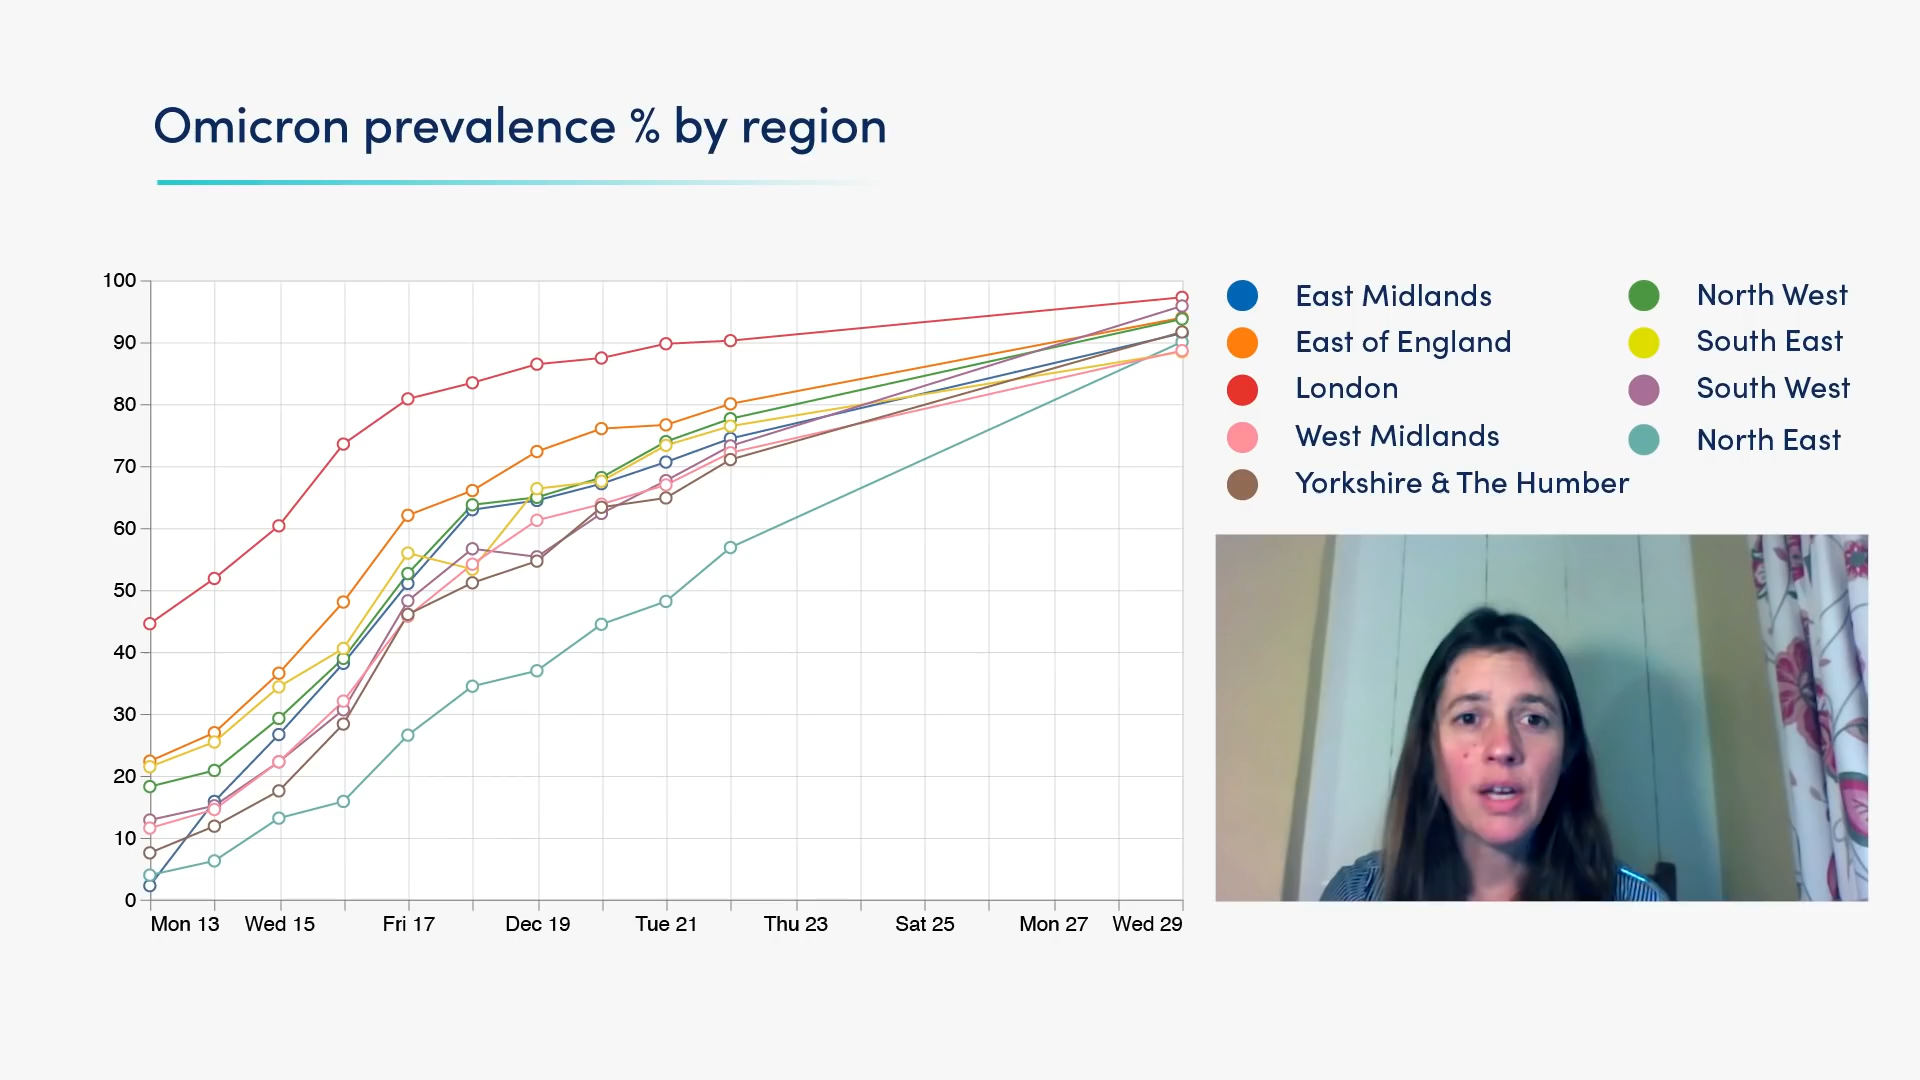 Omicron prevalence % by region
100
90
80
70
60
50
40
30
20
10
0
Mon 13 Wed 15 Fri 17 Dec 19 Tue 21 Thu 23 Sat 25 Mon 27 Wed 29
East Midlands
East of England
London
West Midlands
Yorkshire & The Humber
North West
South East
South West
North East